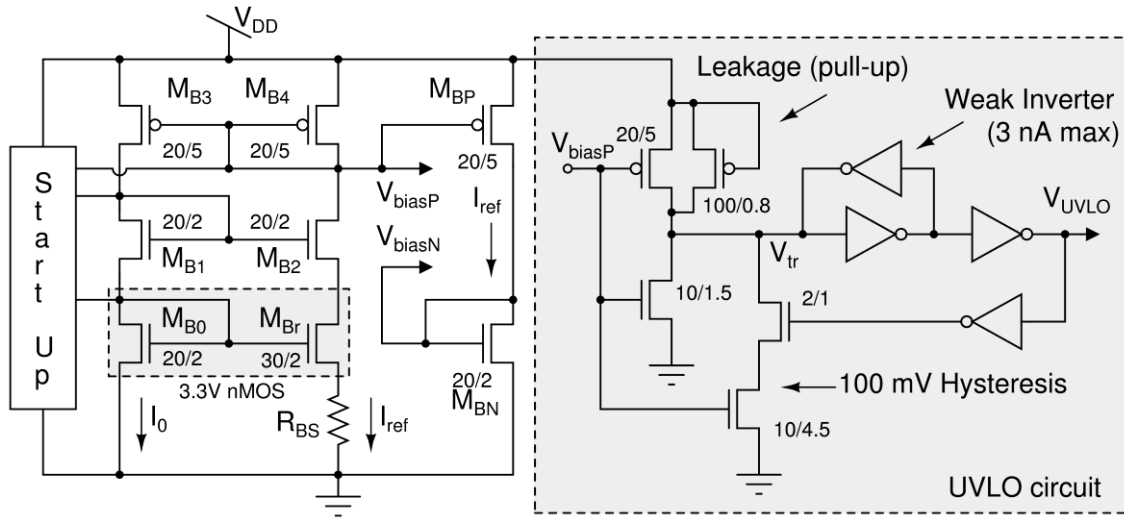 V_DD
M_B3
M_B4
M_BP
20/5
20/5
20/5
Start Up
V_biasP
I_ref
20/2
20/2
V_biasN
M_B1
M_B2
M_B0
M_Br
20/2
30/2
20/2
3.3V nMOS
M_BN
I_0
R_BS
I_ref
Leakage (pull-up)
Weak Inverter
(3 nA max)
V_biasP
20/5
100/0.8
V_UVLO
V_tr
10/1.5
2/1
100 mV Hysteresis
10/4.5
UVLO circuit